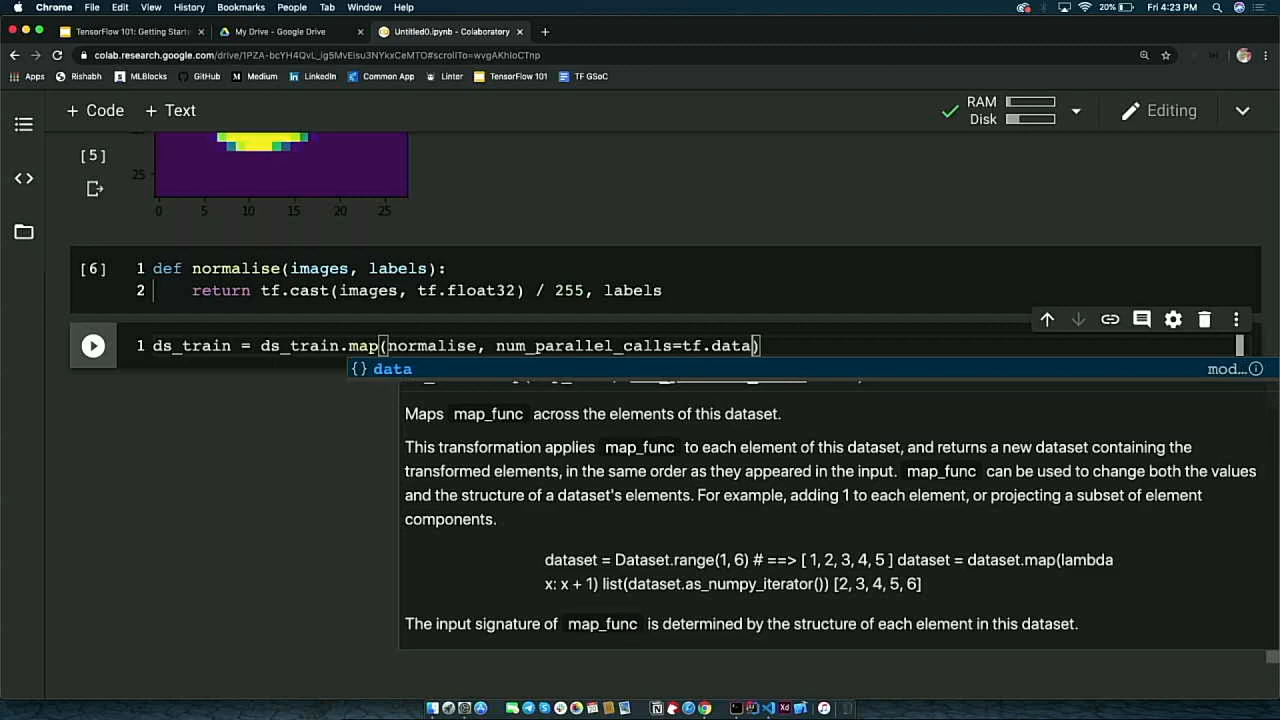 Chrome File Edit View History Bookmarks People Tab Window Help 20% Fri 4:23 PM
TensorFlow 101: Getting Start My Drive - Google Drive Untitled0.ipynb - Colaboratory
colab.research.google.com/drive/1PZA-bcYH4QvL_ig5MvEisu3NYkxCeMTO#scrollTo=wvgAKhIoCTnp
Apps Rishabh MLBlocks GitHub Medium LinkedIn Common App Linter TensorFlow 101 TF GSoC
+ Code + Text RAM Disk Editing
[5]
25
0 5 10 15 20 25
[6] 1 def normalise(images, labels):
2 return tf.cast(images, tf.float32) / 255, labels
1 ds_train = ds_train.map(normalise, num_parallel_calls=tf.data)
{} data mod...
Maps map_func across the elements of this dataset.
This transformation applies map_func to each element of this dataset, and returns a new dataset containing the
transformed elements, in the same order as they appeared in the input. map_func can be used to change both the values
and the structure of a dataset's elements. For example, adding 1 to each element, or projecting a subset of element
components.
dataset = Dataset.range(1, 6) # ==> [ 1, 2, 3, 4, 5 ] dataset = dataset.map(lambda
x: x + 1) list(dataset.as_numpy_iterator()) [2, 3, 4, 5, 6]
The input signature of map_func is determined by the structure of each element in this dataset.